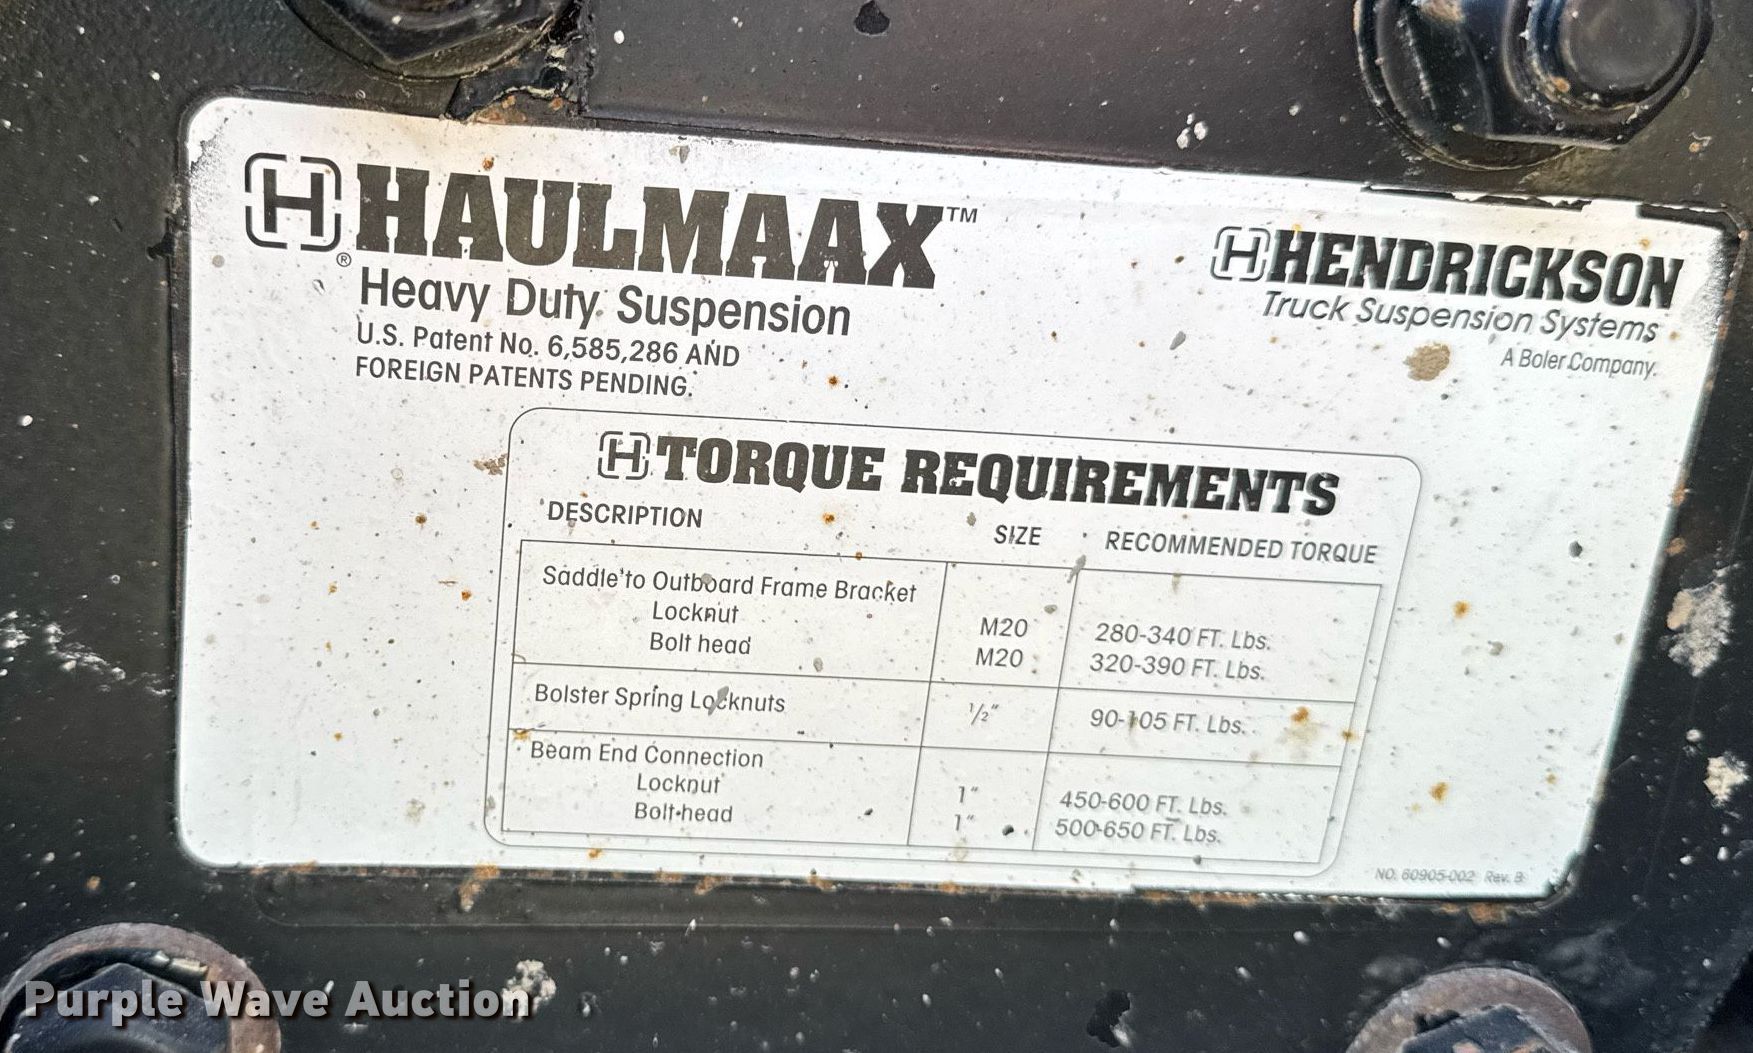 H HAULMAAX™
®
Heavy Duty Suspension
U.S. Patent No. 6,585,286 AND
FOREIGN PATENTS PENDING.
H HENDRICKSON
Truck Suspension Systems
A Boler Company.
H TORQUE REQUIREMENTS
DESCRIPTION SIZE RECOMMENDED TORQUE
Saddle to Outboard Frame Bracket
Locknut M20 280-340 FT. Lbs.
Bolt head M20 320-390 FT. Lbs.
Bolster Spring Locknuts 1/2" 90-105 FT. Lbs.
Beam End Connection
Locknut 1" 450-600 FT. Lbs.
Bolt head 1" 500-650 FT. Lbs.
NO. 60905-002 Rev. B
Purple Wave Auction